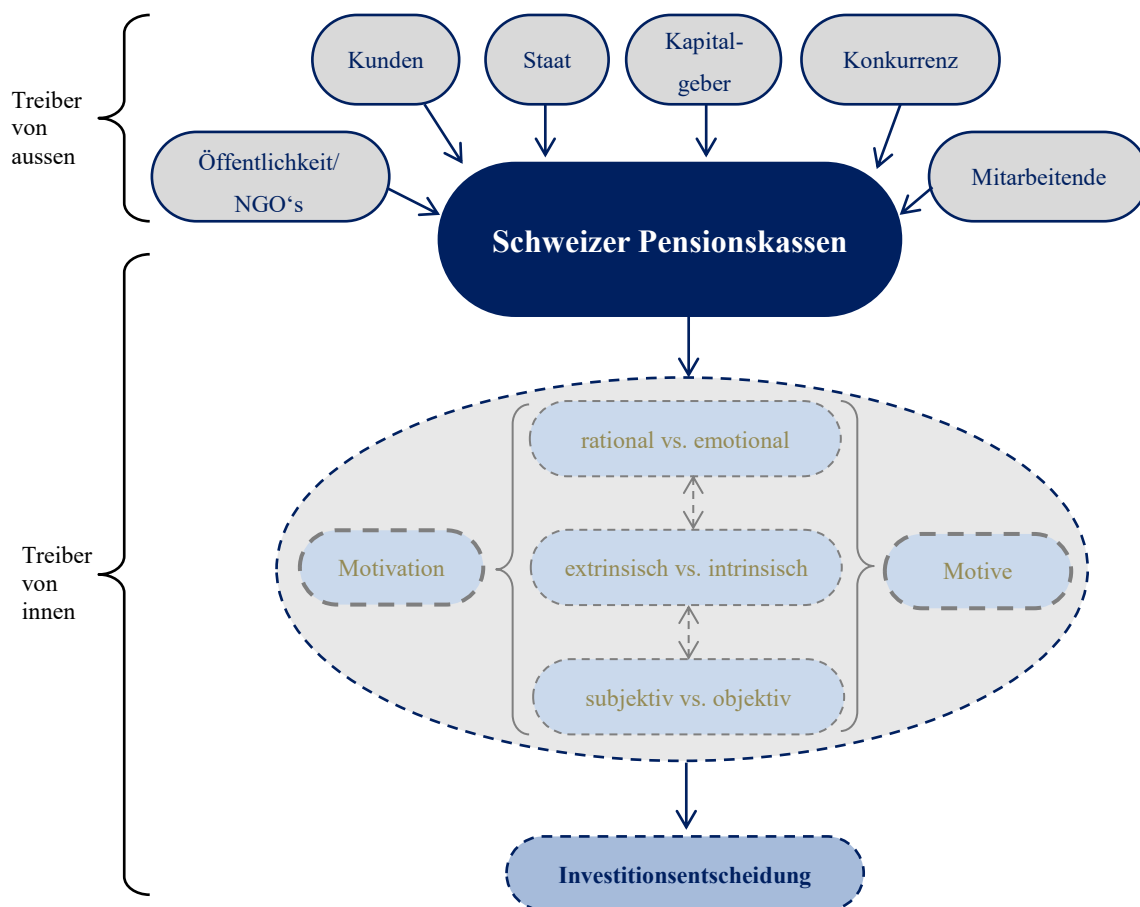 Treiber
von
aussen
Kunden
Staat
Kapital-
geber
Konkurrenz
Öffentlichkeit/
NGO‘s
Mitarbeitende
Schweizer Pensionskassen
Treiber
von
innen
rational vs. emotional
Motivation
extrinsisch vs. intrinsisch
Motive
subjektiv vs. objektiv
Investitionsentscheidung